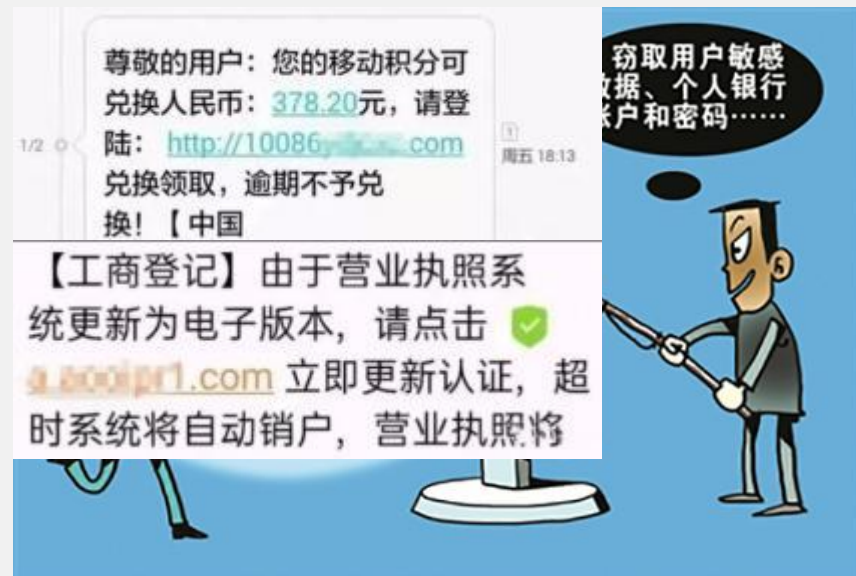 尊敬的用户：您的移动积分可
兑换人民币：378.20元，请登
陆： http://10086 .com
兑换领取，逾期不予兑
换！【中国
1/2
1
周五 18:13
【工商登记】由于营业执照系
统更新为电子版本，请点击
.com 立即更新认证，超
时系统将自动销户，营业执照将
窃取用户敏感
数据、个人银行
账户和密码……